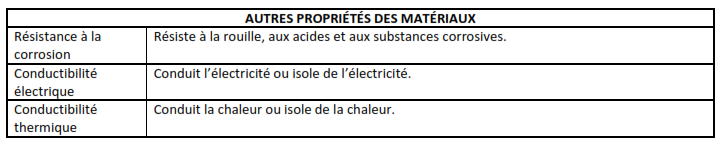 AUTRES PROPRIÉTÉS DES MATÉRIAUX
Résistance à la
corrosion
Résiste à la rouille, aux acides et aux substances corrosives.
Conductibilité
électrique
Conduit l’électricité ou isole de l’électricité.
Conductibilité
thermique
Conduit la chaleur ou isole de la chaleur.